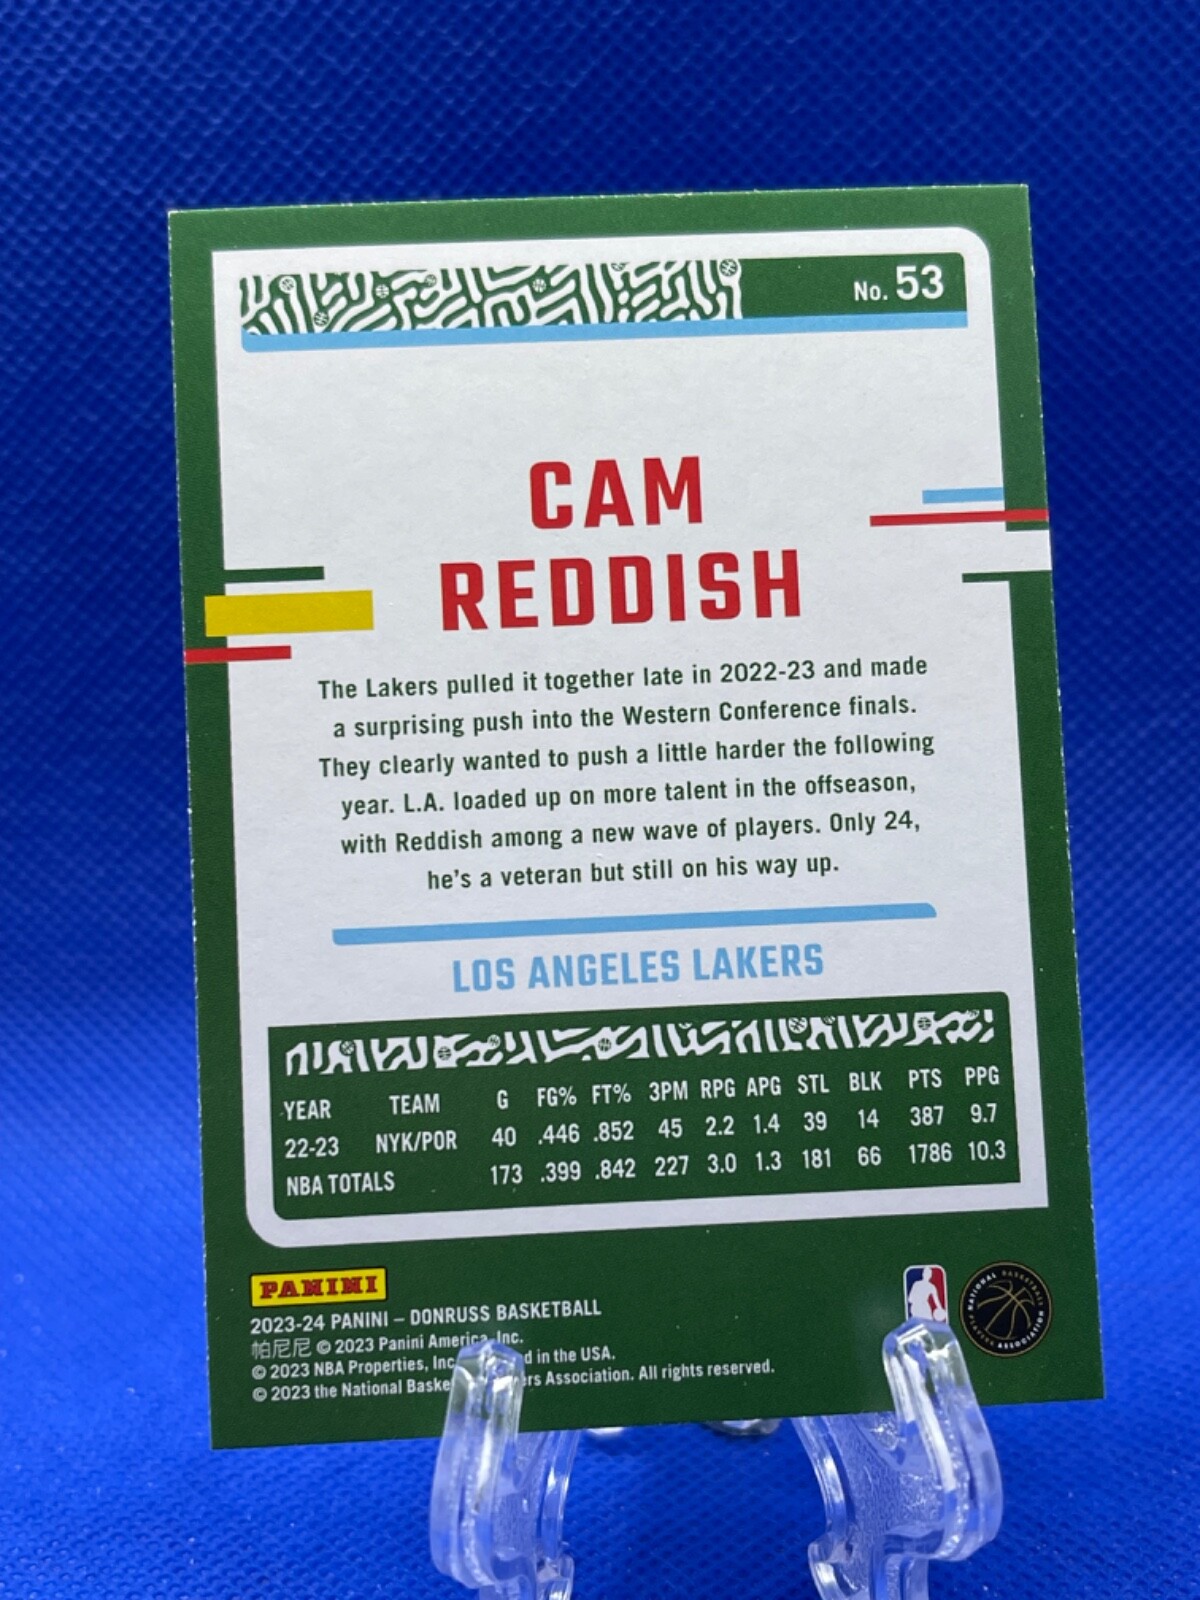 No. 53
CAM
REDDISH
The Lakers pulled it together late in 2022-23 and made
a surprising push into the Western Conference finals.
They clearly wanted to push a little harder the following
year. L.A. loaded up on more talent in the offseason,
with Reddish among a new wave of players. Only 24,
he's a veteran but still on his way up.
LOS ANGELES LAKERS
YEAR TEAM G FG% FT% 3PM RPG APG STL BLK PTS PPG
22-23 NYK/POR 40 .446 .852 45 2.2 1.4 39 14 387 9.7
NBA TOTALS 173 .399 .842 227 3.0 1.3 181 66 1786 10.3
PANINI
2023-24 PANINI – DONRUSS BASKETBALL
帕尼尼 © 2023 Panini America, Inc.
© 2023 NBA Properties, Inc. d in the USA.
© 2023 the National Baske ers Association. All rights reserved.
NATIONAL BASKETBALL
PLAYERS ASSOCIATION